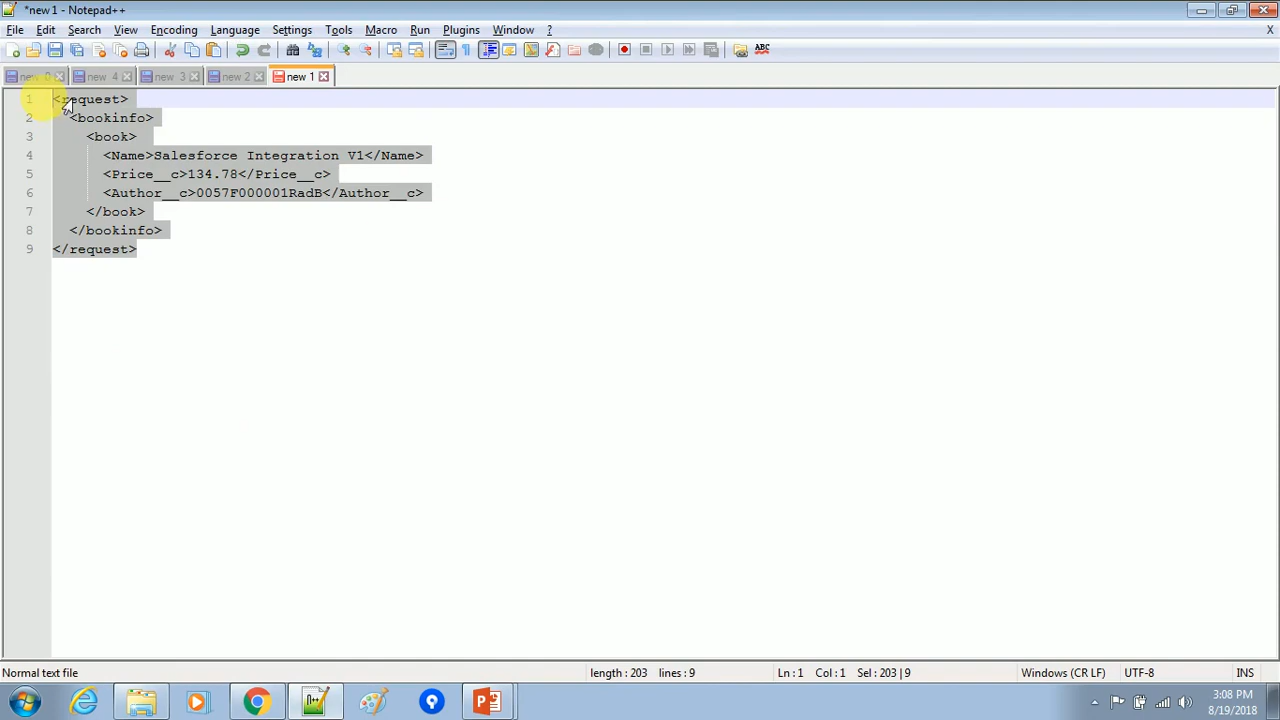 *new 1 - Notepad++
File Edit Search View Encoding Language Settings Tools Macro Run Plugins Window ? X
new 4 new 3 new 2 new 1
1 <request>
2 <bookinfo>
3 <book>
4 <Name>Salesforce Integration V1</Name>
5 <Price__c>134.78</Price__c>
6 <Author__c>0057F000001RadB</Author__c>
7 </book>
8 </bookinfo>
9 </request>
Normal text file length : 203 lines : 9 Ln : 1 Col : 1 Sel : 203 | 9 Windows (CR LF) UTF-8 INS
3:08 PM
8/19/2018